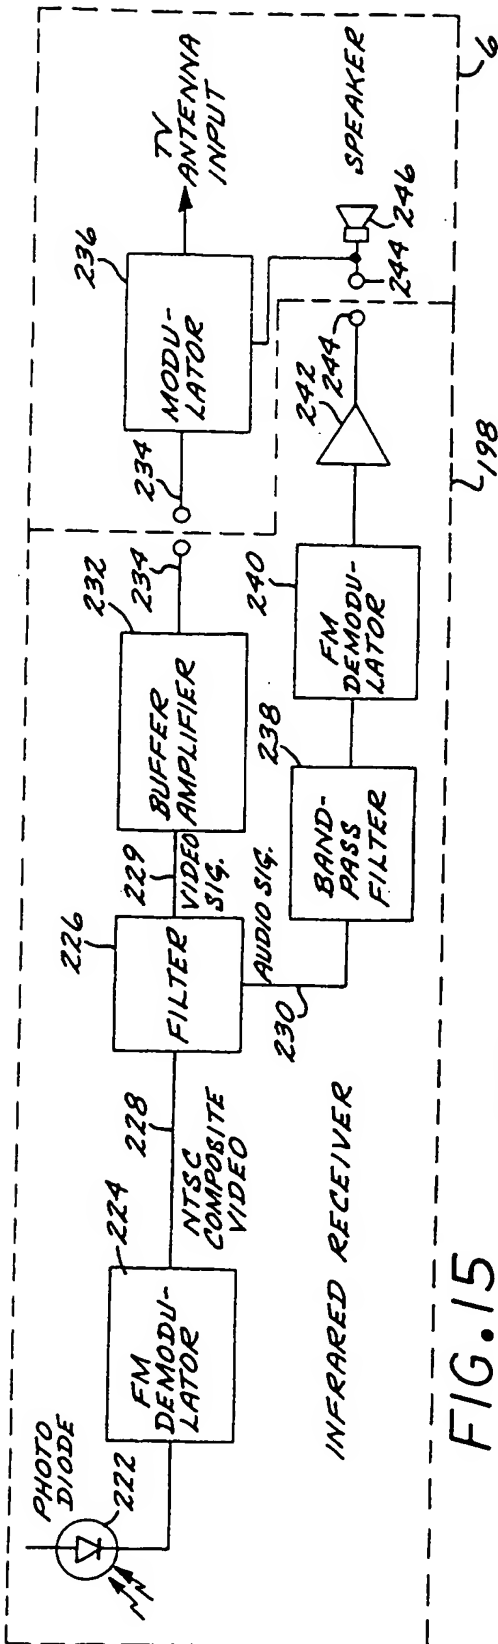 PHOTO
DIODE
222
FM
DEMODU-
LATOR
224
228
NTSC
COMPOSITE
VIDEO
226
FILTER
229
VIDEO
SIG.
AUDIO SIG.
230
232
BUFFER
AMPLIFIER
234
234
236
MODU-
LATOR
TV
ANTENNA
INPUT
238
BAND-
PASS
FILTER
240
FM
DEMODU-
LATOR
242
244
244
246
SPEAKER
INFRARED RECEIVER
198
6
FIG. 15